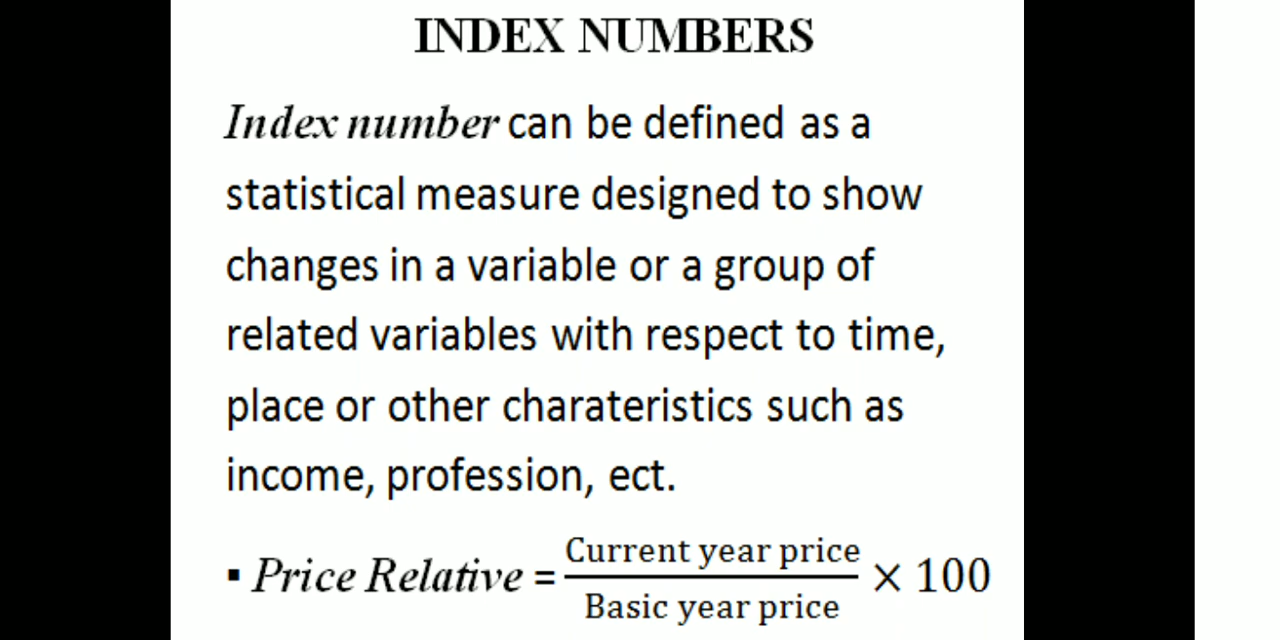 INDEX NUMBERS
Index number can be defined as a
statistical measure designed to show
changes in a variable or a group of
related variables with respect to time,
place or other charateristics such as
income, profession, ect.
▪ Price Relative = Current year price / Basic year price × 100